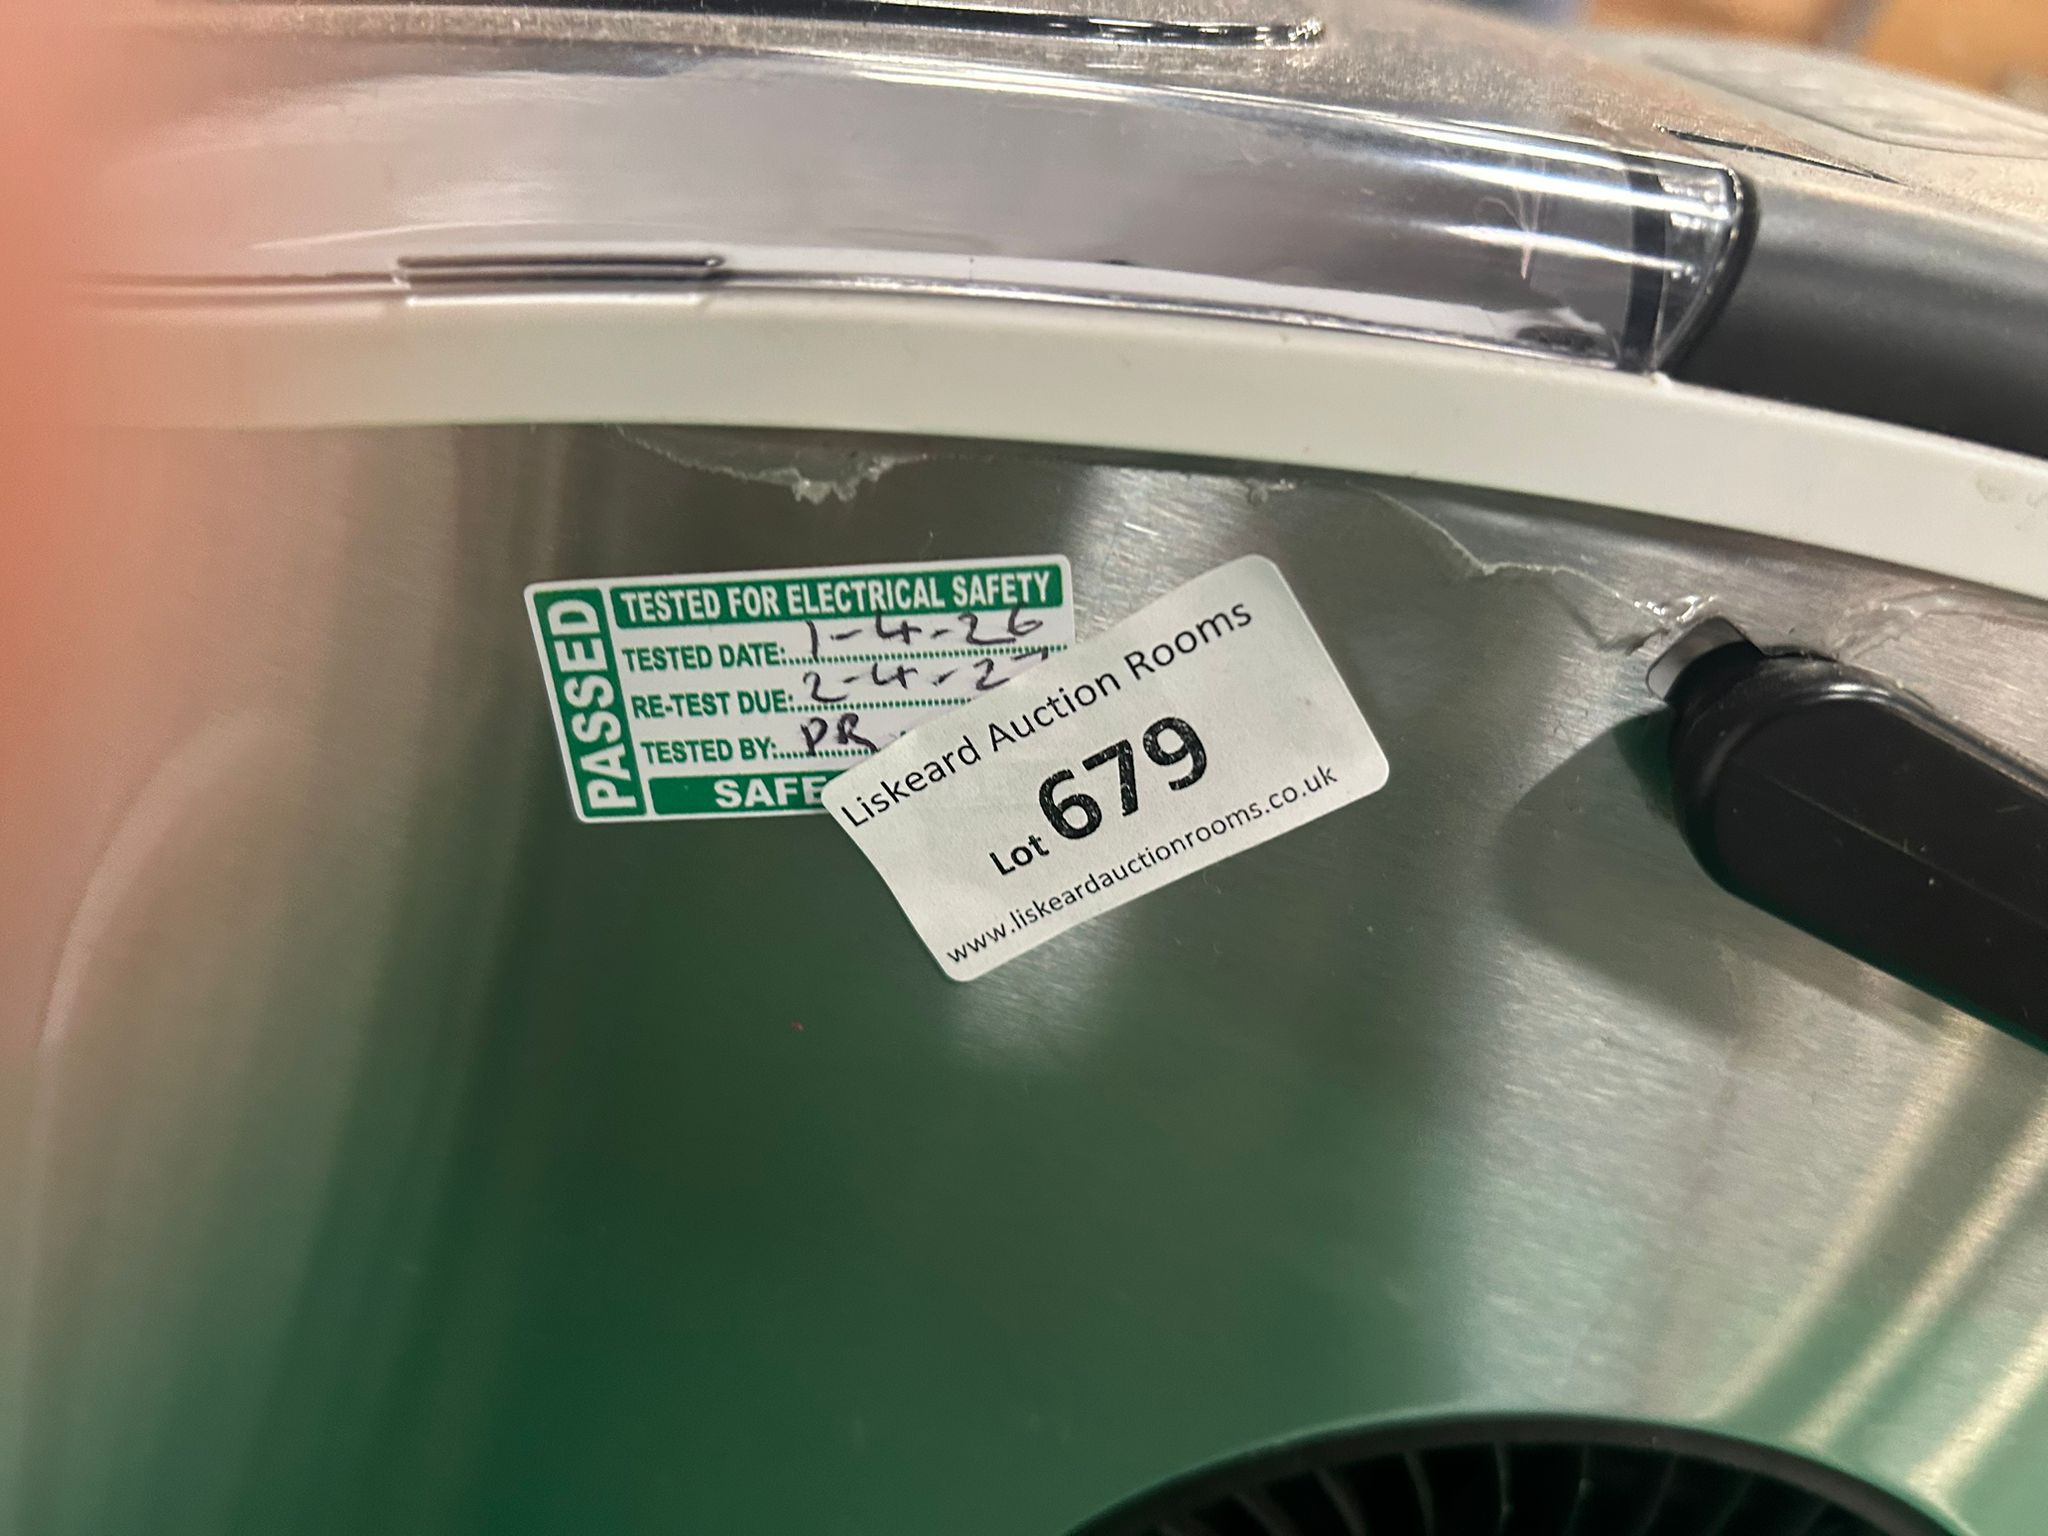 PASSED
TESTED FOR ELECTRICAL SAFETY
TESTED DATE: 1-4-26
RE-TEST DUE: 2-4-27
TESTED BY: PR
SAFE
Liskeard Auction Rooms
Lot 679
www.liskeardauctionrooms.co.uk